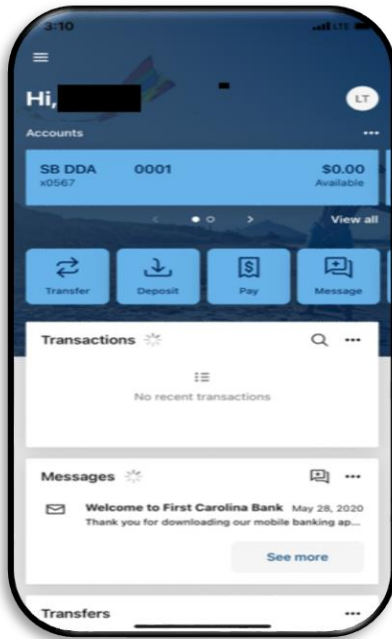 3:10 LTE
Hi,
LT
Accounts
SB DDA 0001 $0.00
x0567 Available
View all
Transfer Deposit Pay Message
Transactions
No recent transactions
Messages
Welcome to First Carolina Bank May 28, 2020
Thank you for downloading our mobile banking ap...
See more
Transfers